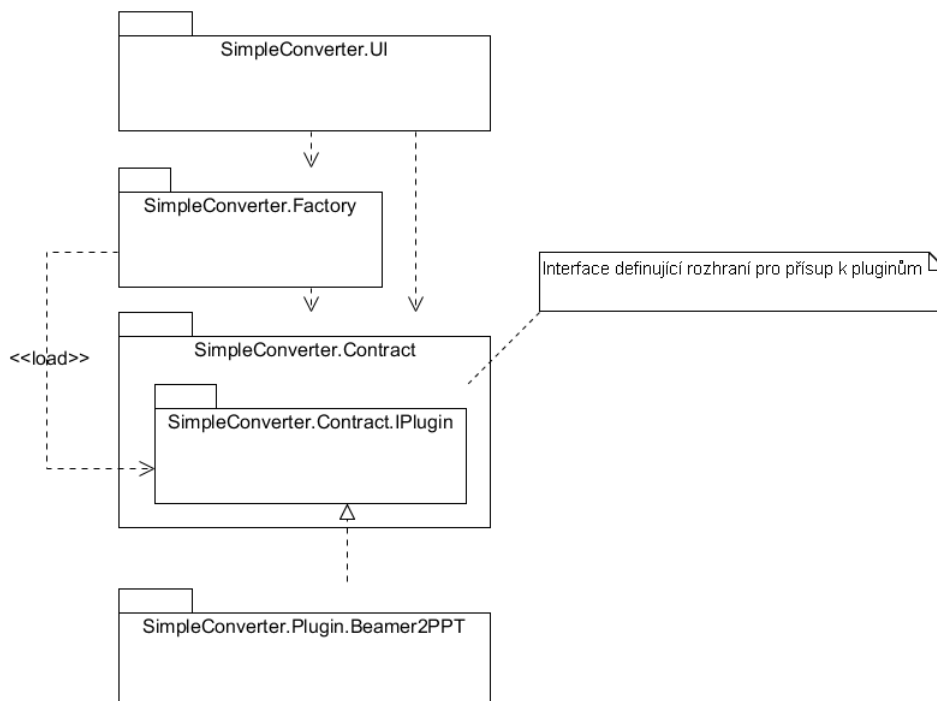 SimpleConverter.UI
SimpleConverter.Factory
Interface definující rozhraní pro přísup k pluginům
SimpleConverter.Contract
<<load>>
SimpleConverter.Contract.IPlugin
SimpleConverter.Plugin.Beamer2PPT